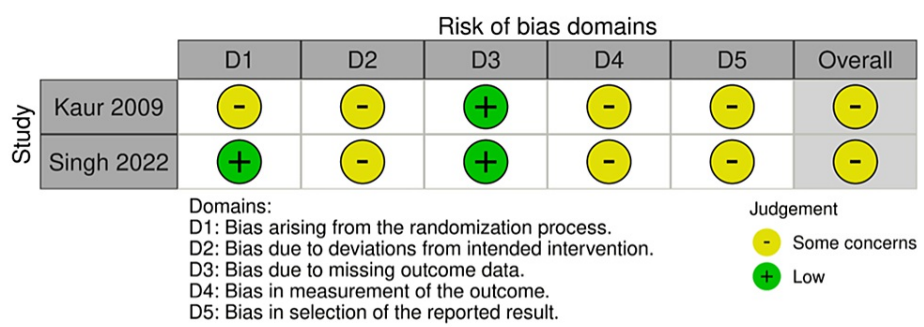 Risk of bias domains
D1 D2 D3 D4 D5 Overall
Study
Kaur 2009 - - + - - -
Singh 2022 + - + - - -
Domains:
D1: Bias arising from the randomization process.
D2: Bias due to deviations from intended intervention.
D3: Bias due to missing outcome data.
D4: Bias in measurement of the outcome.
D5: Bias in selection of the reported result.
Judgement
- Some concerns
+ Low